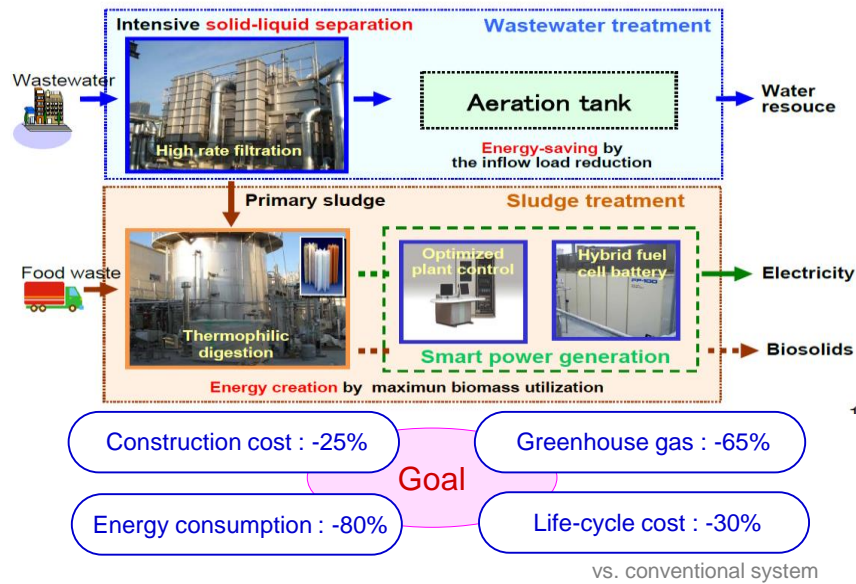 Intensive solid-liquid separation
Wastewater treatment
Wastewater
High rate filtration
Aeration tank
Energy-saving by
the inflow load reduction
Water
resouce
Primary sludge
Sludge treatment
Food waste
Thermophilic
digestion
Optimized
plant control
Hybrid fuel
cell battery
FP-100
Smart power generation
Electricity
Biosolids
Energy creation by maximun biomass utilization
Construction cost : -25%
Greenhouse gas : -65%
Goal
Energy consumption : -80%
Life-cycle cost : -30%
vs. conventional system